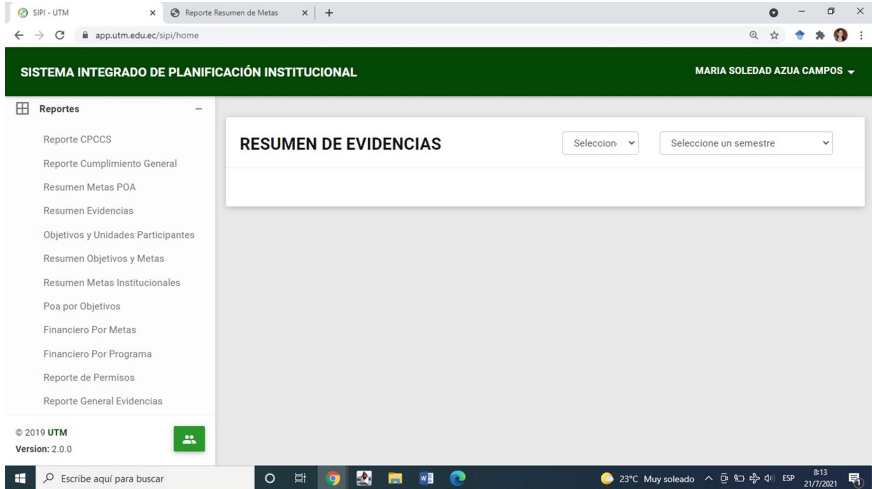 SIPI - UTM
Reporte Resumen de Metas
app.utm.edu.ec/sipi/home
SISTEMA INTEGRADO DE PLANIFICACIÓN INSTITUCIONAL
MARIA SOLEDAD AZUA CAMPOS
Reportes
Reporte CPCCS
Reporte Cumplimiento General
Resumen Metas POA
Resumen Evidencias
Objetivos y Unidades Participantes
Resumen Objetivos y Metas
Resumen Metas Institucionales
Poa por Objetivos
Financiero Por Metas
Financiero Por Programa
Reporte de Permisos
Reporte General Evidencias
© 2019 UTM
Version: 2.0.0
RESUMEN DE EVIDENCIAS
Seleccion
Seleccione un semestre
Escribe aquí para buscar
23°C Muy soleado
ESP
8:13
21/7/2021